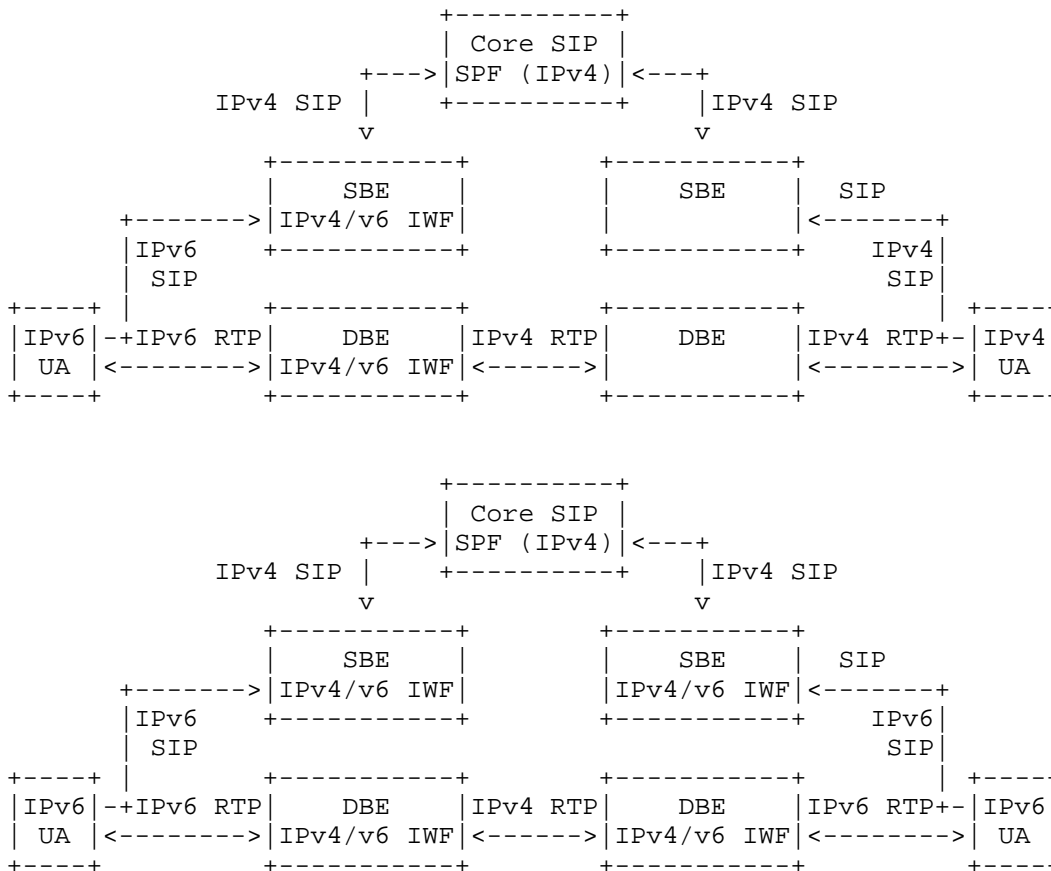 Core SIP
SPF (IPv4)
IPv4 SIP IPv4 SIP
SBE SBE SIP
IPv4/v6 IWF
IPv6 IPv4
SIP SIP
IPv6 IPv6 RTP DBE IPv4 RTP DBE IPv4 RTP IPv4
UA IPv4/v6 IWF UA
Core SIP
SPF (IPv4)
IPv4 SIP IPv4 SIP
SBE SBE SIP
IPv4/v6 IWF IPv4/v6 IWF
IPv6 IPv6
SIP SIP
IPv6 IPv6 RTP DBE IPv4 RTP DBE IPv6 RTP IPv6
UA IPv4/v6 IWF IPv4/v6 IWF UA